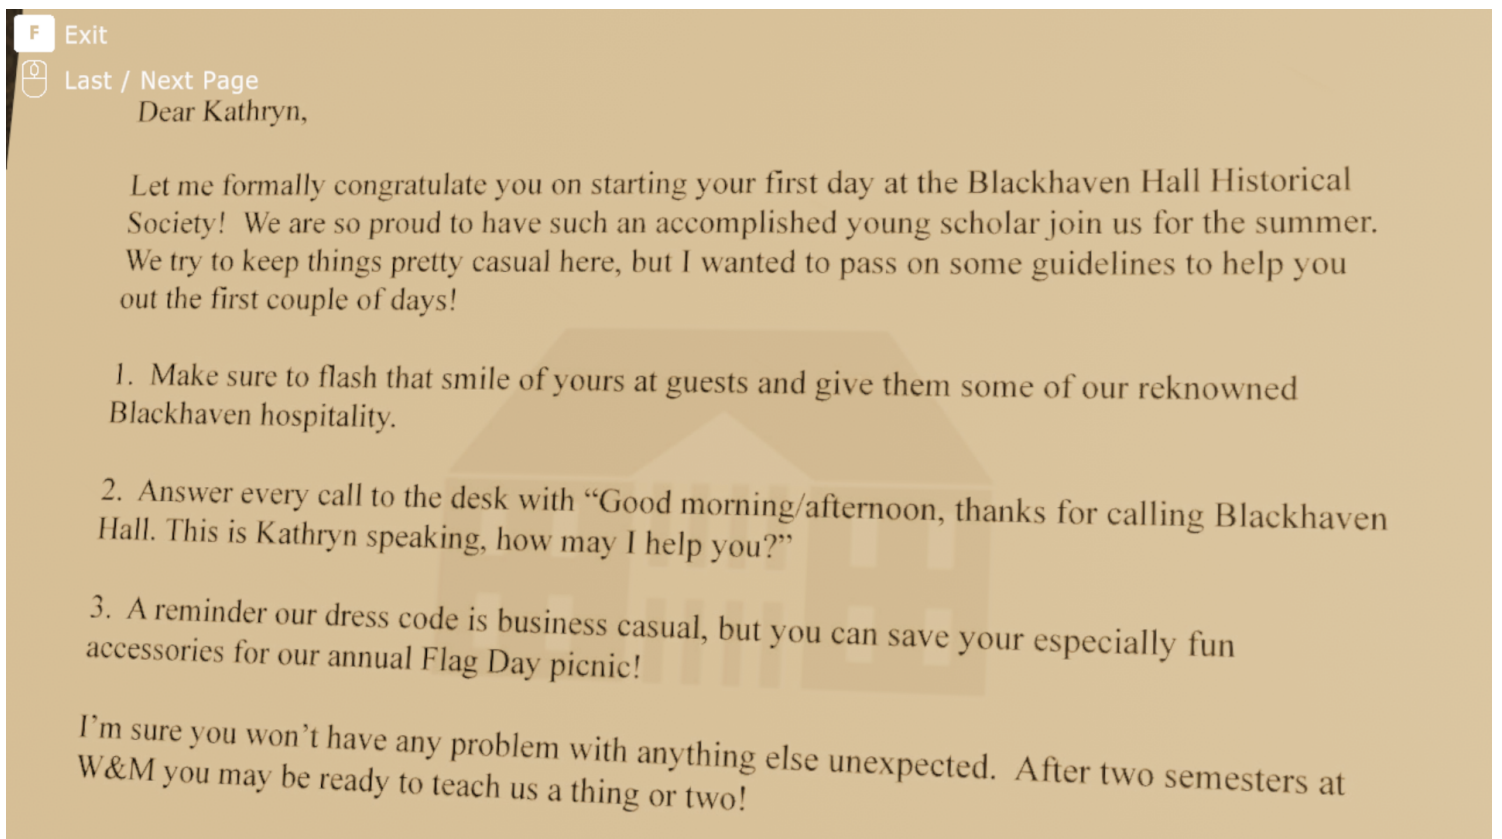 F Exit
Last / Next Page
Dear Kathryn,
Let me formally congratulate you on starting your first day at the Blackhaven Hall Historical
Society!  We are so proud to have such an accomplished young scholar join us for the summer.
We try to keep things pretty casual here, but I wanted to pass on some guidelines to help you
out the first couple of days!
1.  Make sure to flash that smile of yours at guests and give them some of our reknowned
Blackhaven hospitality.
2.  Answer every call to the desk with “Good morning/afternoon, thanks for calling Blackhaven
Hall. This is Kathryn speaking, how may I help you?”
3.  A reminder our dress code is business casual, but you can save your especially fun
accessories for our annual Flag Day picnic!
I’m sure you won’t have any problem with anything else unexpected.  After two semesters at
W&M you may be ready to teach us a thing or two!